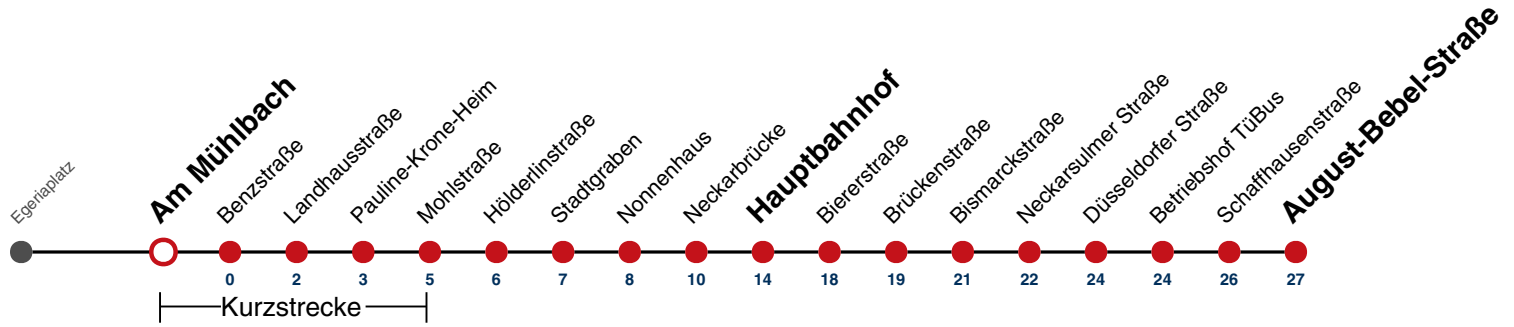 Egeriaplatz
Am Mühlbach
Benzstraße
Landhausstraße
Pauline-Krone-Heim
Mohlstraße
Hölderlinstraße
Stadtgraben
Nonnenhaus
Neckarbrücke
Hauptbahnhof
Biererstraße
Brückenstraße
Bismarckstraße
Neckarsulmer Straße
Düsseldorfer Straße
Betriebshof TüBus
Schaffhausenstraße
August-Bebel-Straße
0 2 3 5 6 7 8 10 14 18 19 21 22 24 24 26 27
Kurzstrecke